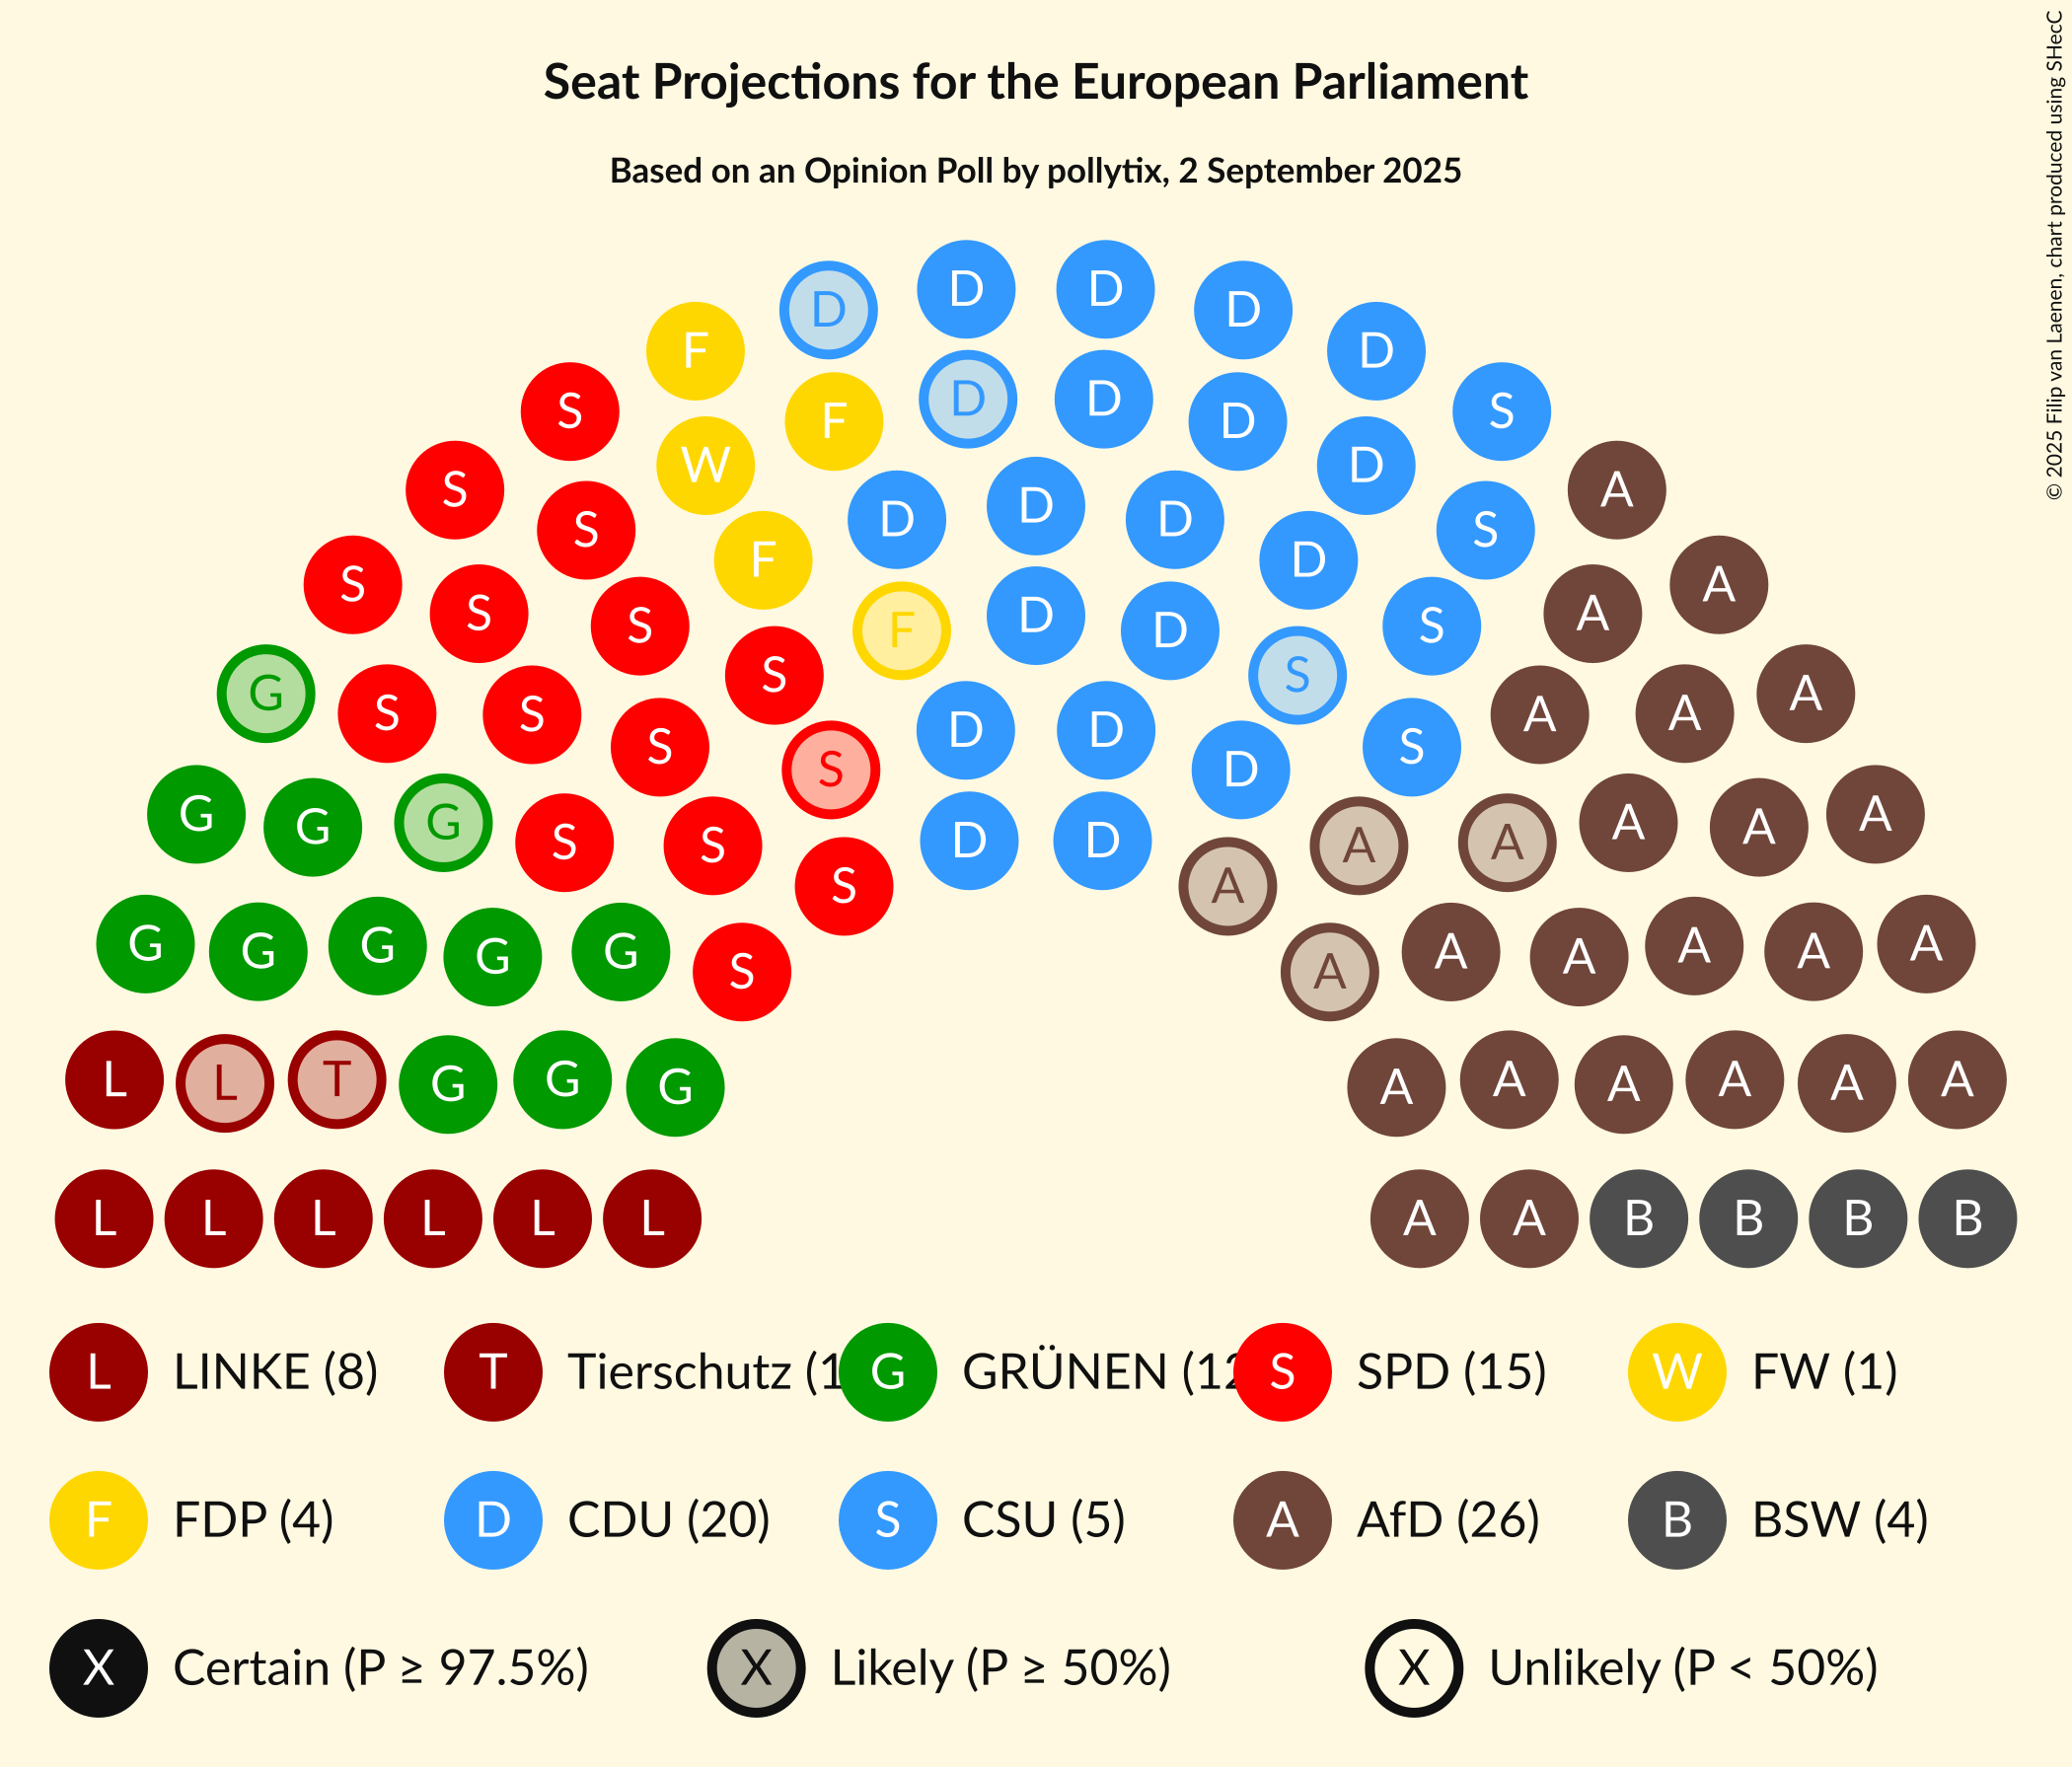 Seat Projections for the European Parliament
Based on an Opinion Poll by pollytix, 2 September 2025
© 2025 Filip van Laenen, chart produced using SHecC
D D
D D
F D
D D
S S
F D
W D
S A
D
D D
S S
F D
S A
S D A
S F D S
S S
G A
S S A A
D D
S S
S D
G A
G G A A
S S D D A A
S A
G G G G G A A A A A
S A
L L T G G G A A A A A A
L L L L L L A A B B B B
L LINKE (8) T Tierschutz (1 G GRÜNEN (12 S SPD (15) W FW (1)
F FDP (4) D CDU (20) S CSU (5) A AfD (26) B BSW (4)
X Certain (P ≥ 97.5%) X Likely (P ≥ 50%) X Unlikely (P < 50%)